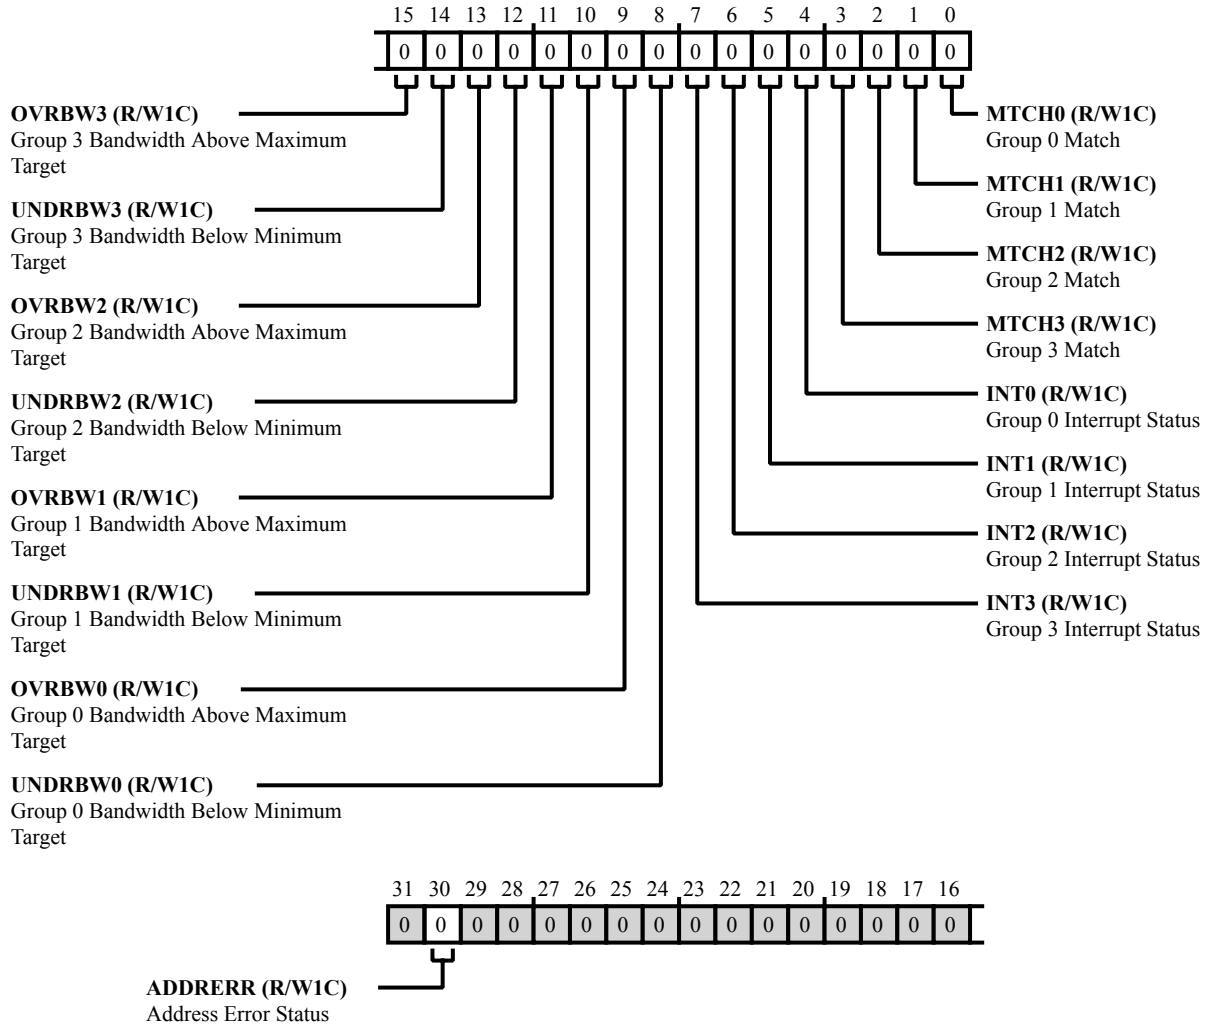 15 14 13 12 11 10 9 8 7 6 5 4 3 2 1 0
0 0 0 0 0 0 0 0 0 0 0 0 0 0 0 0
OVRBW3 (R/W1C)
Group 3 Bandwidth Above Maximum
Target
UNDRBW3 (R/W1C)
Group 3 Bandwidth Below Minimum
Target
OVRBW2 (R/W1C)
Group 2 Bandwidth Above Maximum
Target
UNDRBW2 (R/W1C)
Group 2 Bandwidth Below Minimum
Target
OVRBW1 (R/W1C)
Group 1 Bandwidth Above Maximum
Target
UNDRBW1 (R/W1C)
Group 1 Bandwidth Below Minimum
Target
OVRBW0 (R/W1C)
Group 0 Bandwidth Above Maximum
Target
UNDRBW0 (R/W1C)
Group 0 Bandwidth Below Minimum
Target
MTCH0 (R/W1C)
Group 0 Match
MTCH1 (R/W1C)
Group 1 Match
MTCH2 (R/W1C)
Group 2 Match
MTCH3 (R/W1C)
Group 3 Match
INT0 (R/W1C)
Group 0 Interrupt Status
INT1 (R/W1C)
Group 1 Interrupt Status
INT2 (R/W1C)
Group 2 Interrupt Status
INT3 (R/W1C)
Group 3 Interrupt Status
31 30 29 28 27 26 25 24 23 22 21 20 19 18 17 16
0 0 0 0 0 0 0 0 0 0 0 0 0 0 0 0
ADDRERR (R/W1C)
Address Error Status